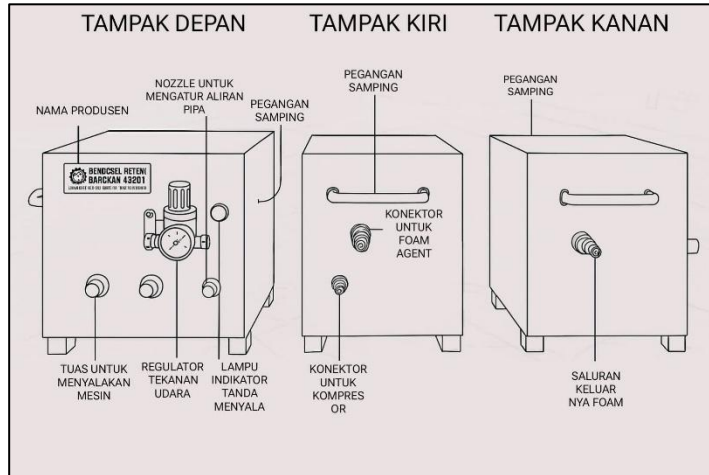 TAMPAK DEPAN
TAMPAK KIRI
TAMPAK KANAN
NAMA PRODUSEN
NOZZLE UNTUK
MENGATUR ALIRAN
PIPA
PEGANGAN
SAMPING
PEGANGAN
SAMPING
PEGANGAN
SAMPING
BENDCSEL RETENI
BARCKAN 43201
KONEKTOR
UNTUK
FOAM
AGENT
TUAS UNTUK
MENYALAKAN
MESIN
REGULATOR
TEKANAN
UDARA
LAMPU
INDIKATOR
TANDA
MENYALA
KONEKTOR
UNTUK
KOMPRES
OR
SALURAN
KELUAR
NYA FOAM